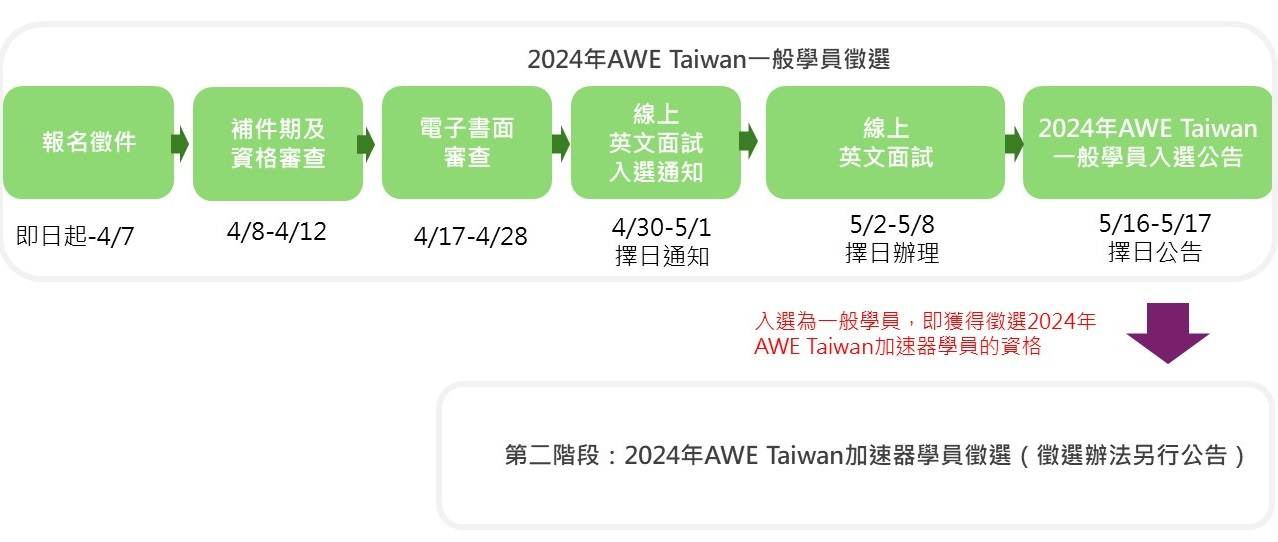 2024年AWE Taiwan一般學員徵選
報名徵件
即日起-4/7
補件期及
資格審查
4/8-4/12
電子書面
審查
4/17-4/28
線上
英文面試
入選通知
4/30-5/1
擇日通知
線上
英文面試
5/2-5/8
擇日辦理
2024年AWE Taiwan
一般學員入選公告
5/16-5/17
擇日公告
入選為一般學員，即獲得徵選2024年
AWE Taiwan加速器學員的資格
第二階段：2024年AWE Taiwan加速器學員徵選（徵選辦法另行公告）